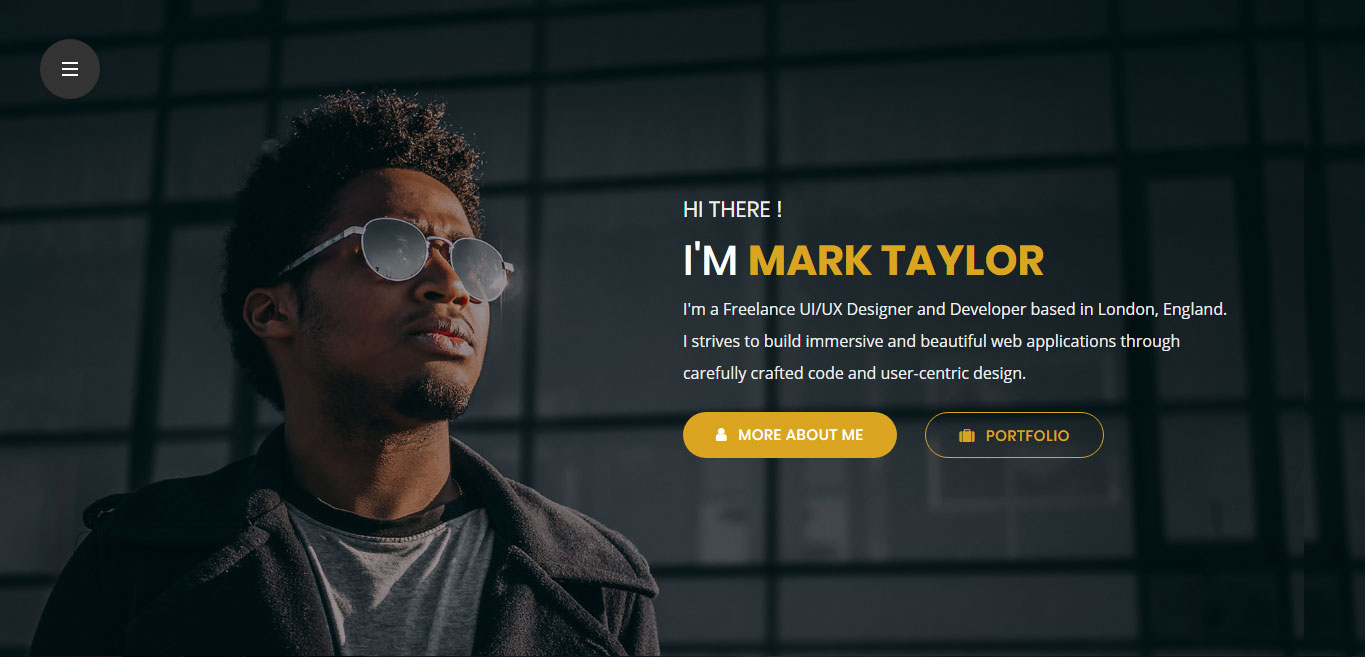 HI THERE !
I'M MARK TAYLOR
I'm a Freelance UI/UX Designer and Developer based in London, England.
I strives to build immersive and beautiful web applications through
carefully crafted code and user-centric design.
MORE ABOUT ME
PORTFOLIO